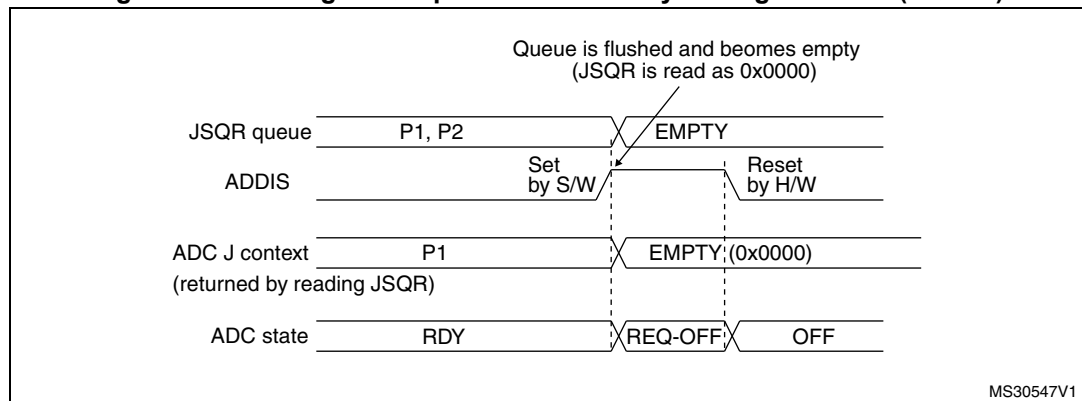 Queue is flushed and beomes empty
(JSQR is read as 0x0000)
JSQR queue P1, P2 EMPTY
Set Reset
ADDIS by S/W by H/W
ADC J context P1 EMPTY (0x0000)
(returned by reading JSQR)
ADC state RDY REQ-OFF OFF
MS30547V1